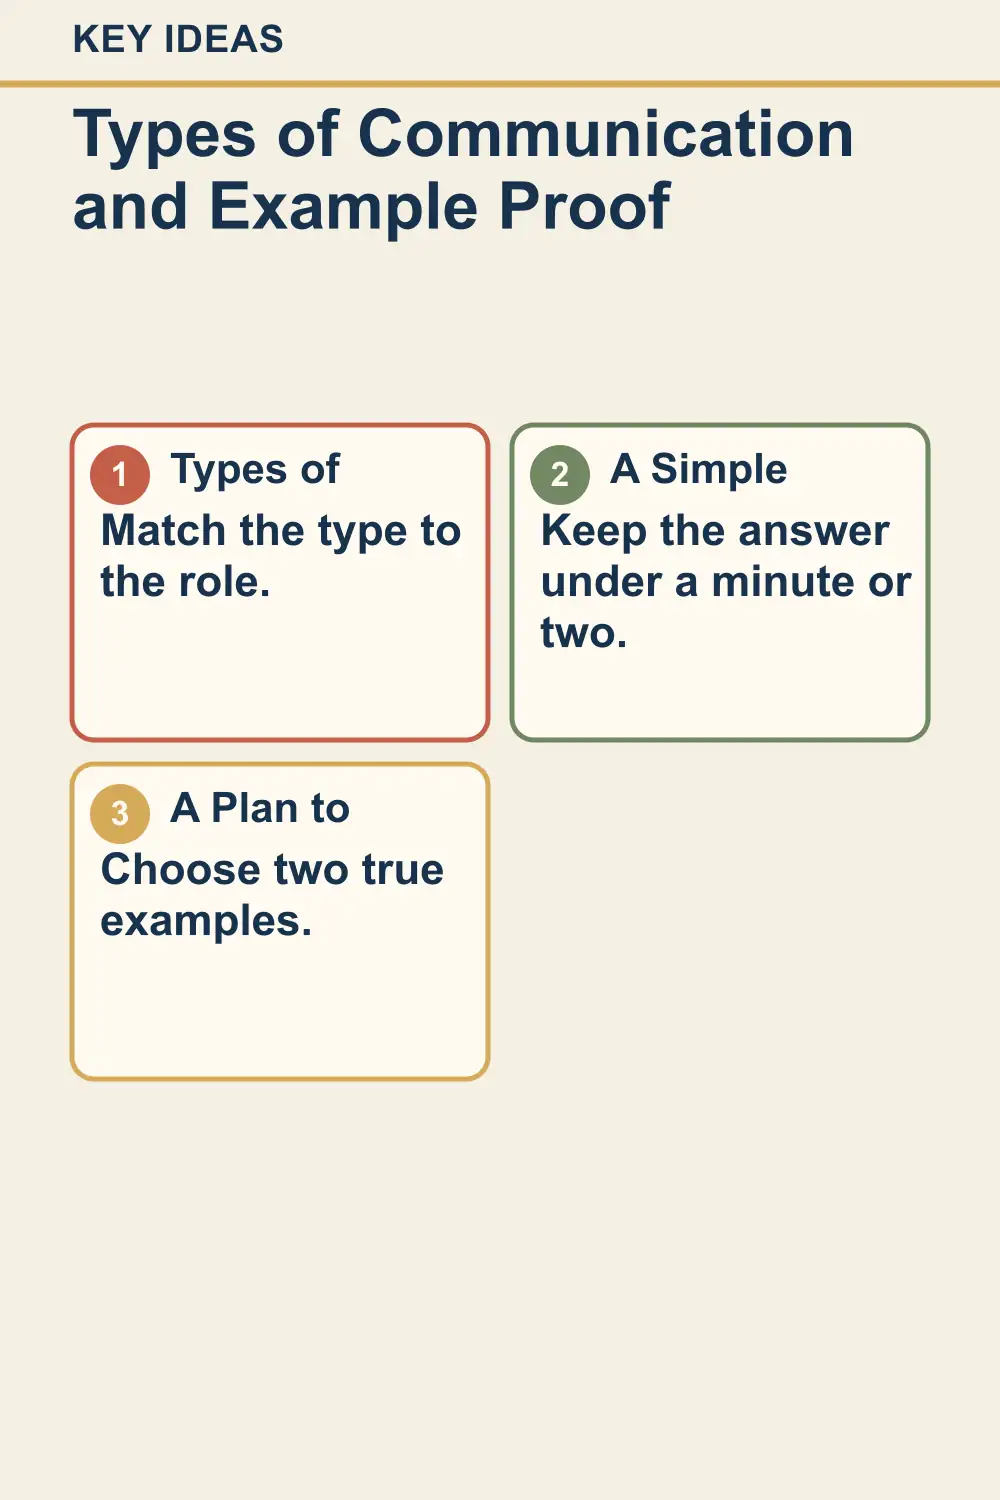 KEY IDEAS
Types of Communication
and Example Proof
1 Types of
Match the type to
the role.
2 A Simple
Keep the answer
under a minute or
two.
3 A Plan to
Choose two true
examples.